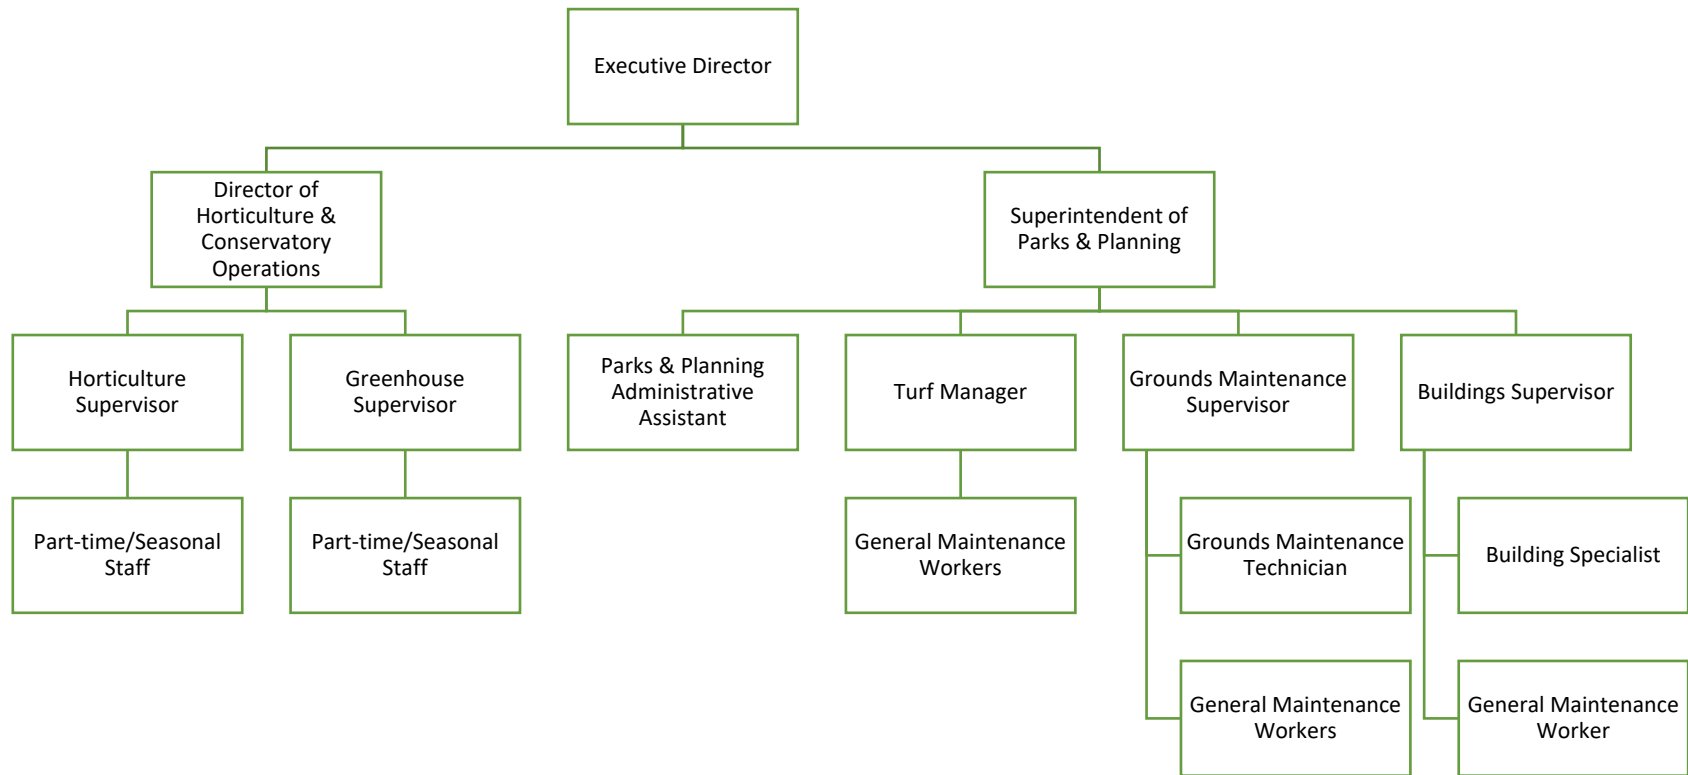 Executive Director
Director of
Horticulture &
Conservatory
Operations
Superintendent of
Parks & Planning
Horticulture
Supervisor
Greenhouse
Supervisor
Parks & Planning
Administrative
Assistant
Turf Manager
Grounds Maintenance
Supervisor
Buildings Supervisor
Part-time/Seasonal
Staff
Part-time/Seasonal
Staff
General Maintenance
Workers
Grounds Maintenance
Technician
Building Specialist
General Maintenance
Workers
General Maintenance
Worker